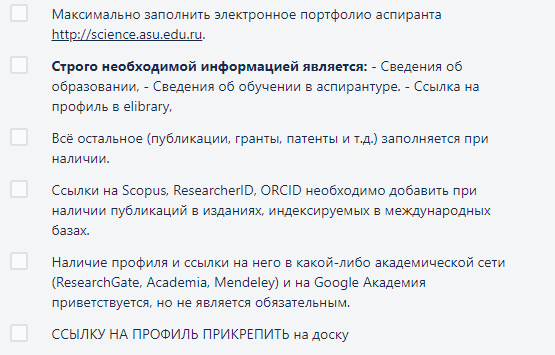 Максимально заполнить электронное портфолио аспиранта
http://science.asu.edu.ru.
Строго необходимой информацией является: - Сведения об
образовании, - Сведения об обучении в аспирантуре. - Ссылка на
профиль в elibrary,
Всё остальное (публикации, гранты, патенты и т.д.) заполняется при
наличии.
Ссылки на Scopus, ResearcherID, ORCID необходимо добавить при
наличии публикаций в изданиях, индексируемых в международных
базах.
Наличие профиля и ссылки на него в какой-либо академической сети
(ResearchGate, Academia, Mendeley) и на Google Академия
приветствуется, но не является обязательным.
ССЫЛКУ НА ПРОФИЛЬ ПРИКРЕПИТЬ на доску